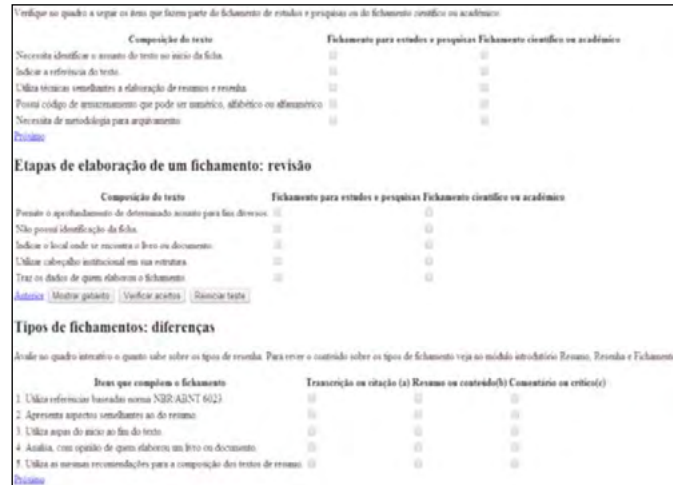 Verifique no quadro a seguir os itens que fazem parte do fichamento de estudos e pesquisas ou do fichamento científico ou acadêmico.
Composição do texto Fichamento para estudos e pesquisas Fichamento científico ou acadêmico
Necessita identificar o assunto do texto no início da ficha.
Indicar a referência do texto.
Utiliza técnicas semelhantes a elaboração de resumos e resenha.
Possui código de armazenamento que pode ser numérico, alfabético ou alfanumérico
Necessita de metodologia para arquivamento
Próximo
Etapas de elaboração de um fichamento: revisão
Composição do texto Fichamento para estudos e pesquisas Fichamento científico ou acadêmico
Permite o aprofundamento de determinado assunto para fins diversos.
Não possui identificação da ficha.
Indicar o local onde se encontra o livro ou documento.
Utilizar cabeçalho institucional em sua estrutura.
Traz os dados de quem elaborou o fichamento.
Anterior Mostrar gabarito Verificar acertos Reiniciar teste
Tipos de fichamentos: diferenças
Avalie no quadro interativo o quanto sabe sobre os tipos de resenha. Para rever o conteúdo sobre os tipos de fichamento veja no módulo introdutório Resumo, Resenha e Fichamento
Itens que compõem o fichamento Transcrição ou citação (a) Resumo ou conteúdo(b) Comentário ou crítico(c)
1. Utiliza referências baseadas norma NBR/ABNT 6023.
2. Apresenta aspectos semelhantes ao do resumo.
3. Utiliza aspas do início ao fim do texto.
4. Analisa, com opinião de quem elaborou um livro ou documento.
5. Utiliza as mesmas recomendações para a composição dos textos de resumo.
Próximo